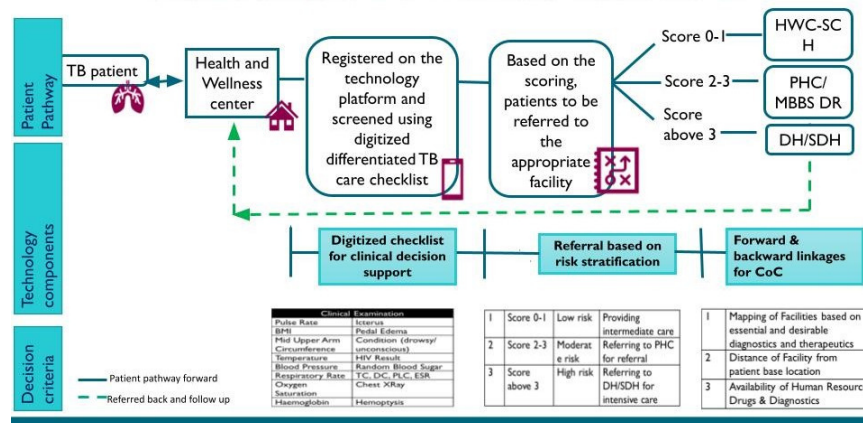 Patient
Pathway
TB patient
Health and
Wellness
center
Registered on the
technology
platform and
screened using
digitized
differentiated TB
care checklist
Based on the
scoring,
patients to be
referred to
the
appropriate
facility
Score 0-1
Score 2-3
Score
above 3
HWC-SC
H
PHC/
MBBS DR
DH/SDH
Technology
components
Digitized checklist
for clinical decision
support
Referral based on
risk stratification
Forward &
backward linkages
for CoC
Decision
criteria
Patient pathway forward
Referred back and follow up
Clinical Examination
Pulse Rate Icterus
BMI Pedal Edema
Mid Upper Arm Condition (drowsy/
Circumference unconscious)
Temperature HIV Result
Blood Pressure Random Blood Sugar
Respiratory Rate TC, DC, PLC, ESR
Oxygen Chest XRay
Saturation
Haemoglobin Hemoptysis
1 Score 0-1 Low risk Providing
intermediate care
2 Score 2-3 Moderat Referring to PHC
e risk for referral
3 Score High risk Referring to
above 3 DH/SDH for
intensive care
1 Mapping of Facilities based on
essential and desirable
diagnostics and therapeutics
2 Distance of Facility from
patient base location
3 Availability of Human Resourc
Drugs & Diagnostics